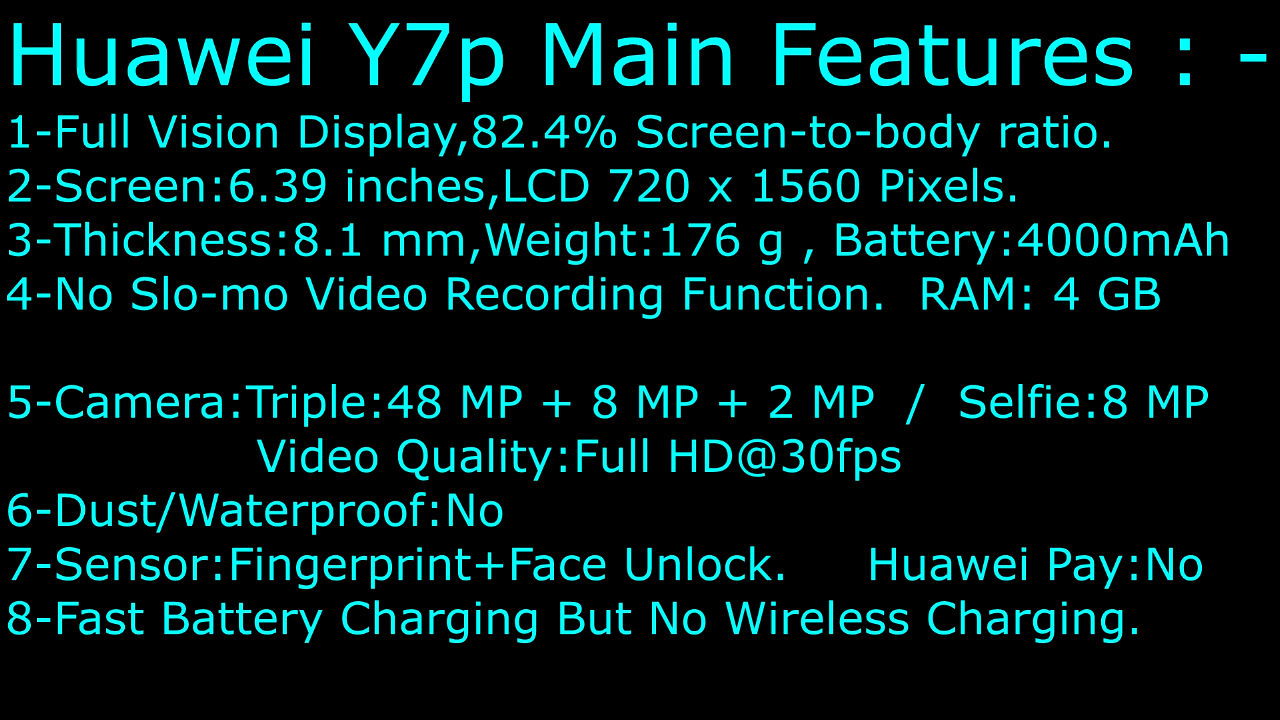 Huawei Y7p Main Features : -
1-Full Vision Display,82.4% Screen-to-body ratio.
2-Screen:6.39 inches,LCD 720 x 1560 Pixels.
3-Thickness:8.1 mm,Weight:176 g , Battery:4000mAh
4-No Slo-mo Video Recording Function.  RAM: 4 GB
5-Camera:Triple:48 MP + 8 MP + 2 MP  /  Selfie:8 MP
Video Quality:Full HD@30fps
6-Dust/Waterproof:No
7-Sensor:Fingerprint+Face Unlock.     Huawei Pay:No
8-Fast Battery Charging But No Wireless Charging.